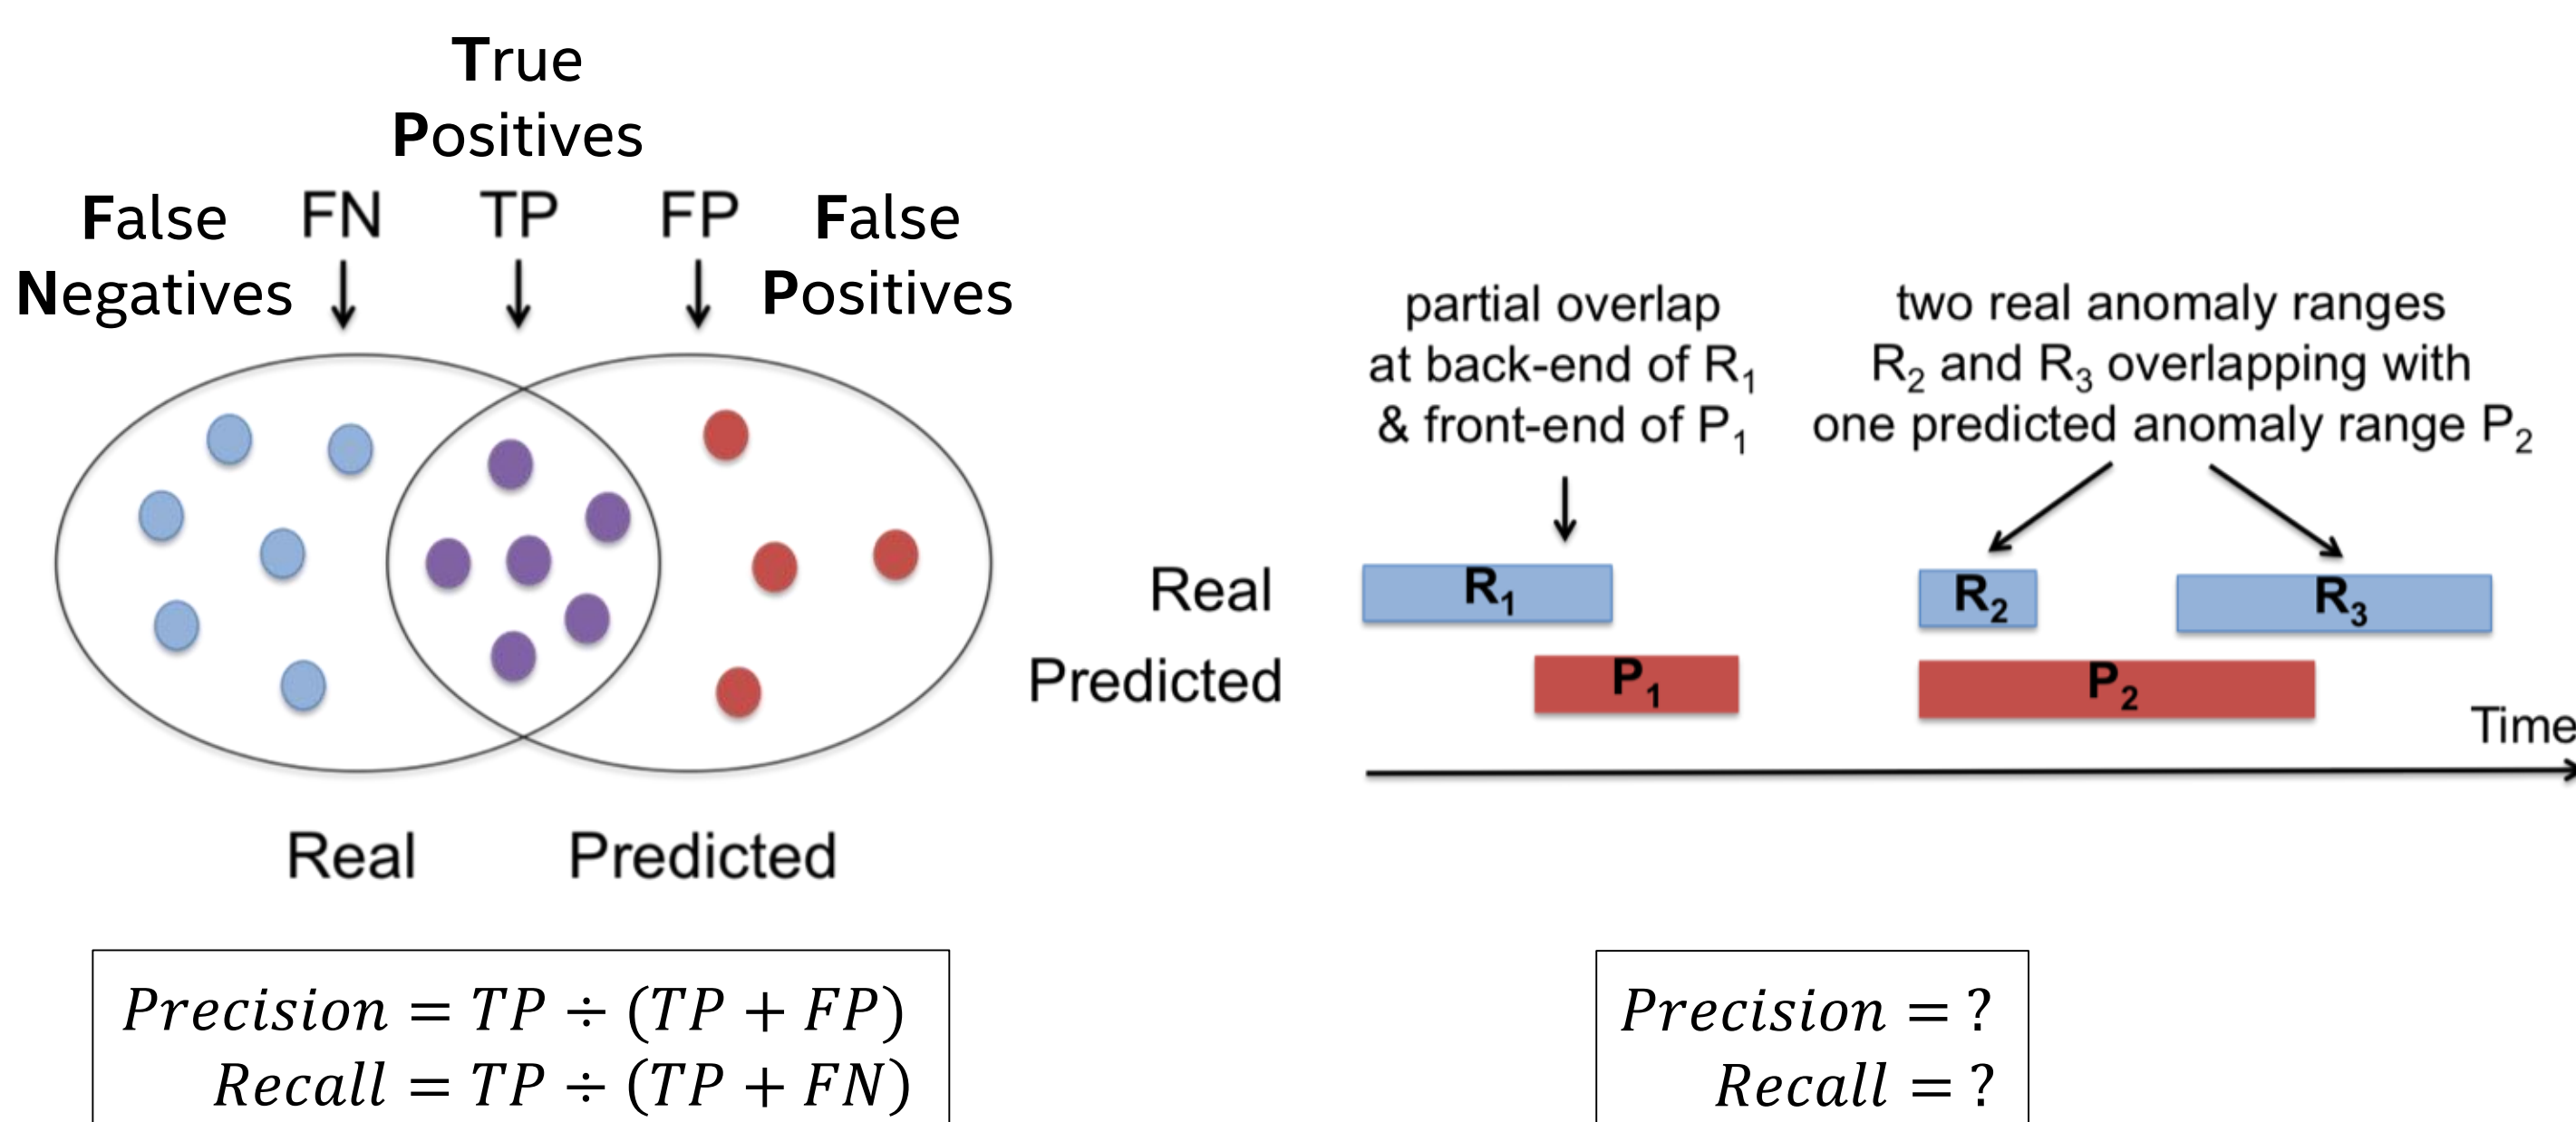 True
Positives
False
Negatives
FN
TP
FP
False
Positives
Real
Predicted
Precision = TP ÷ (TP + FP)
Recall = TP ÷ (TP + FN)
partial overlap
at back-end of R₁
& front-end of P₁
two real anomaly ranges
R₂ and R₃ overlapping with
one predicted anomaly range P₂
Real
R₁
R₂
R₃
Predicted
P₁
P₂
Time
Precision = ?
Recall = ?